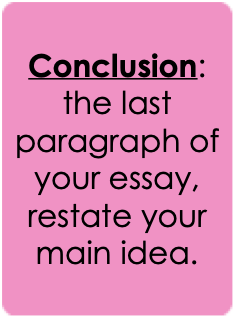 Conclusion:
the last
paragraph of
your essay,
restate your
main idea.